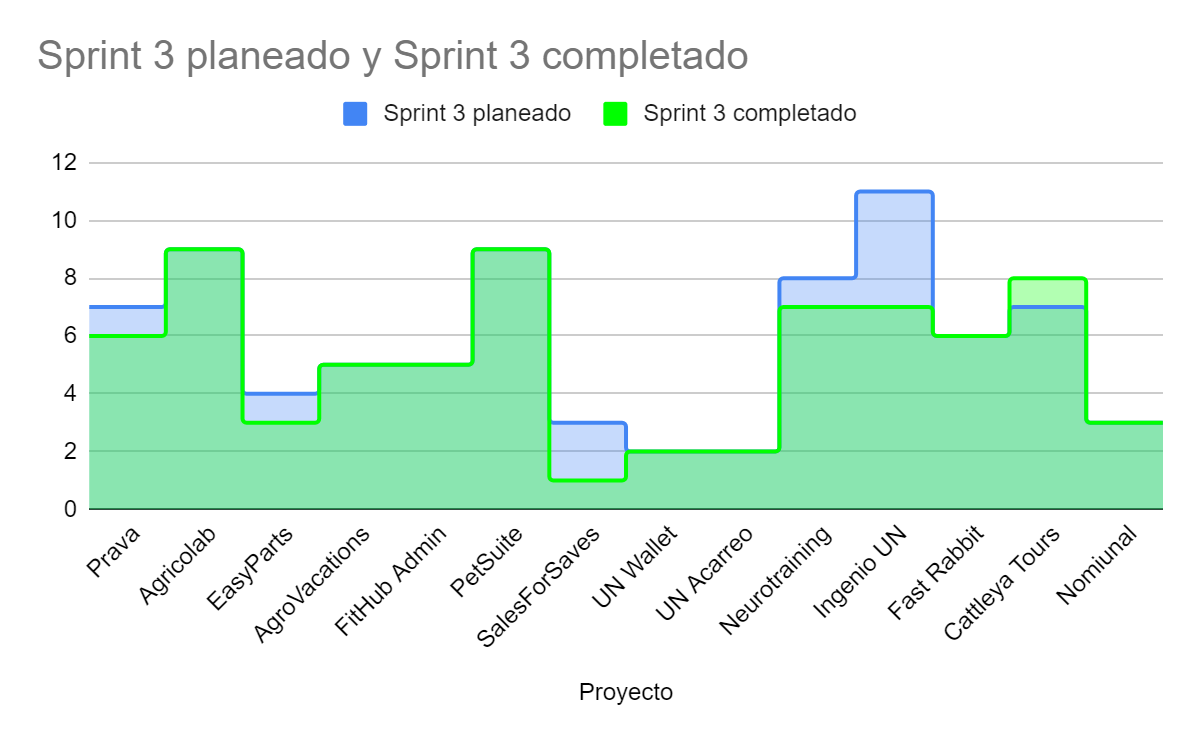 Sprint 3 planeado y Sprint 3 completado
Sprint 3 planeado
Sprint 3 completado
12
10
8
6
4
2
0
Prava
Agricolab
EasyParts
AgroVacations
FitHub Admin
PetSuite
SalesForSaves
UN Wallet
UN Acarreo
Neurotraining
Ingenio UN
Fast Rabbit
Cattleya Tours
Nomiunal
Proyecto